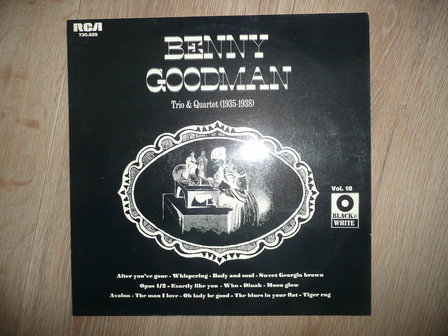 RCA
730.629
BENNY
GOODMAN
Trio & Quartet (1935-1938)
Vol. 18
BLACK &
WHITE
After you've gone - Whispering - Body and soul - Sweet Georgia brown
Opus 1/2 - Exactly like you - Who - Dinah - Moon glow
Avalon - The man I love - Oh lady be good - The blues in your flat - Tiger rag